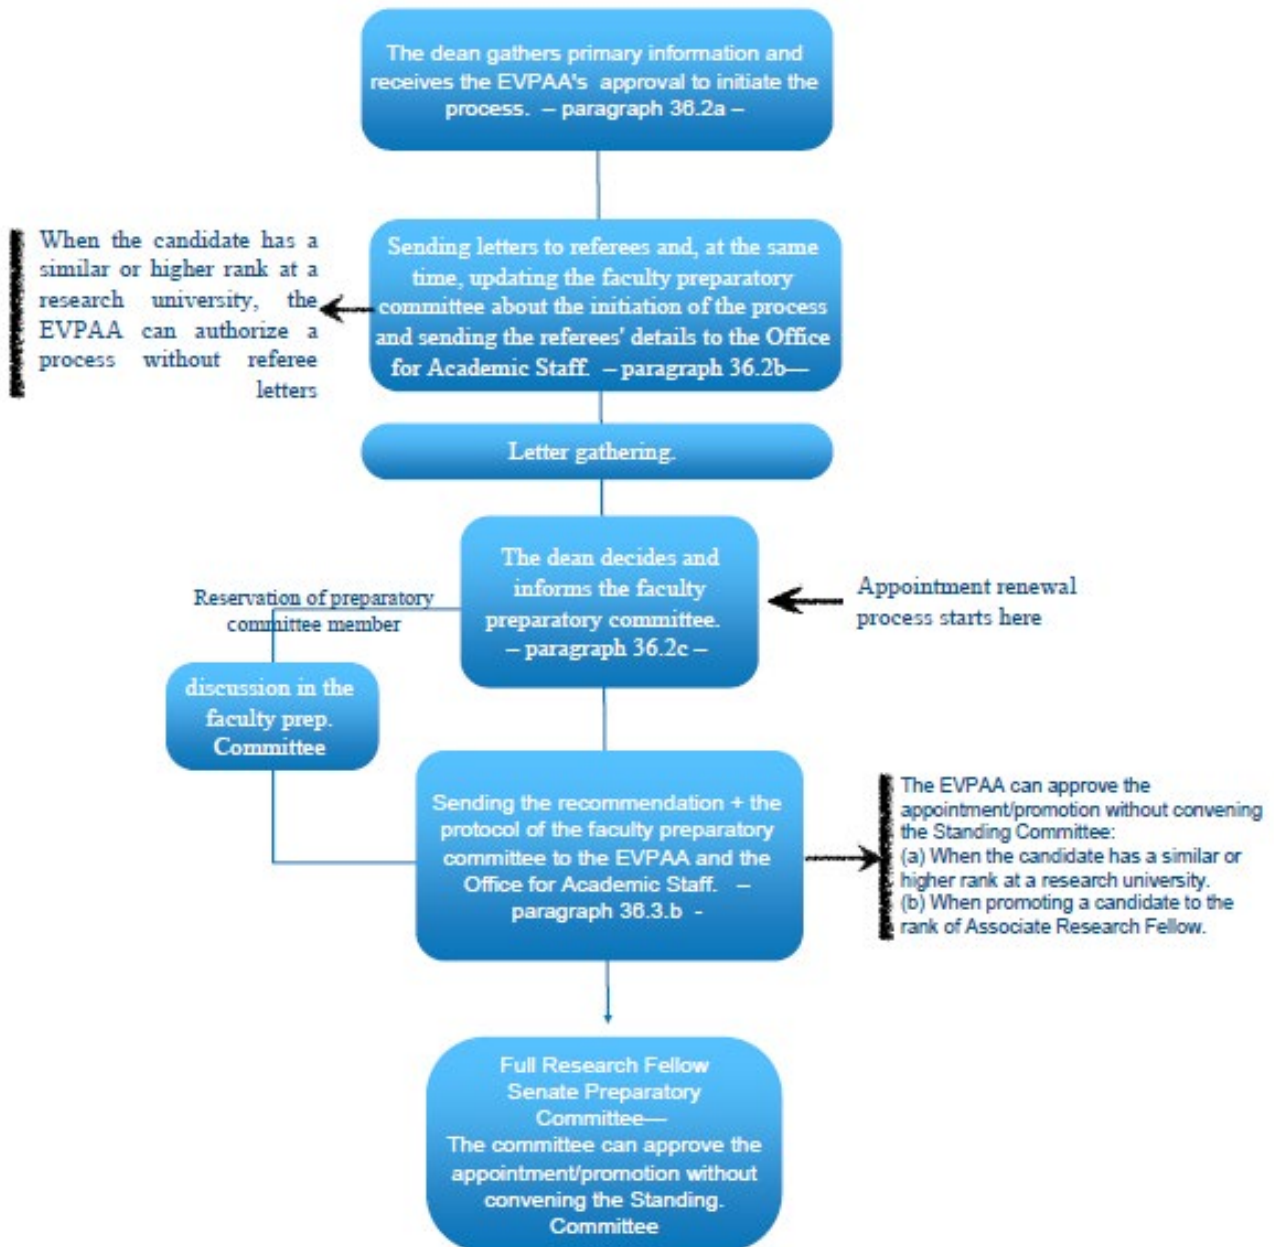 The dean gathers primary information and
receives the EVPAA's approval to initiate the
process. – paragraph 36.2a –
When the candidate has a
similar or higher rank at a
research university, the
EVPAA can authorize a
process without referee
letters
Sending letters to referees and, at the same
time, updating the faculty preparatory
committee about the initiation of the process
and sending the referees' details to the Office
for Academic Staff. – paragraph 36.2b—
Letter gathering.
The dean decides and
informs the faculty
preparatory committee.
– paragraph 36.2c –
Appointment renewal
process starts here
Reservation of preparatory
committee member
discussion in the
faculty prep.
Committee
Sending the recommendation + the
protocol of the faculty preparatory
committee to the EVPAA and the
Office for Academic Staff. –
paragraph 36.3.b -
The EVPAA can approve the
appointment/promotion without convening
the Standing Committee:
(a) When the candidate has a similar or
higher rank at a research university.
(b) When promoting a candidate to the
rank of Associate Research Fellow.
Full Research Fellow
Senate Preparatory
Committee—
The committee can approve the
appointment/promotion without
convening the Standing.
Committee